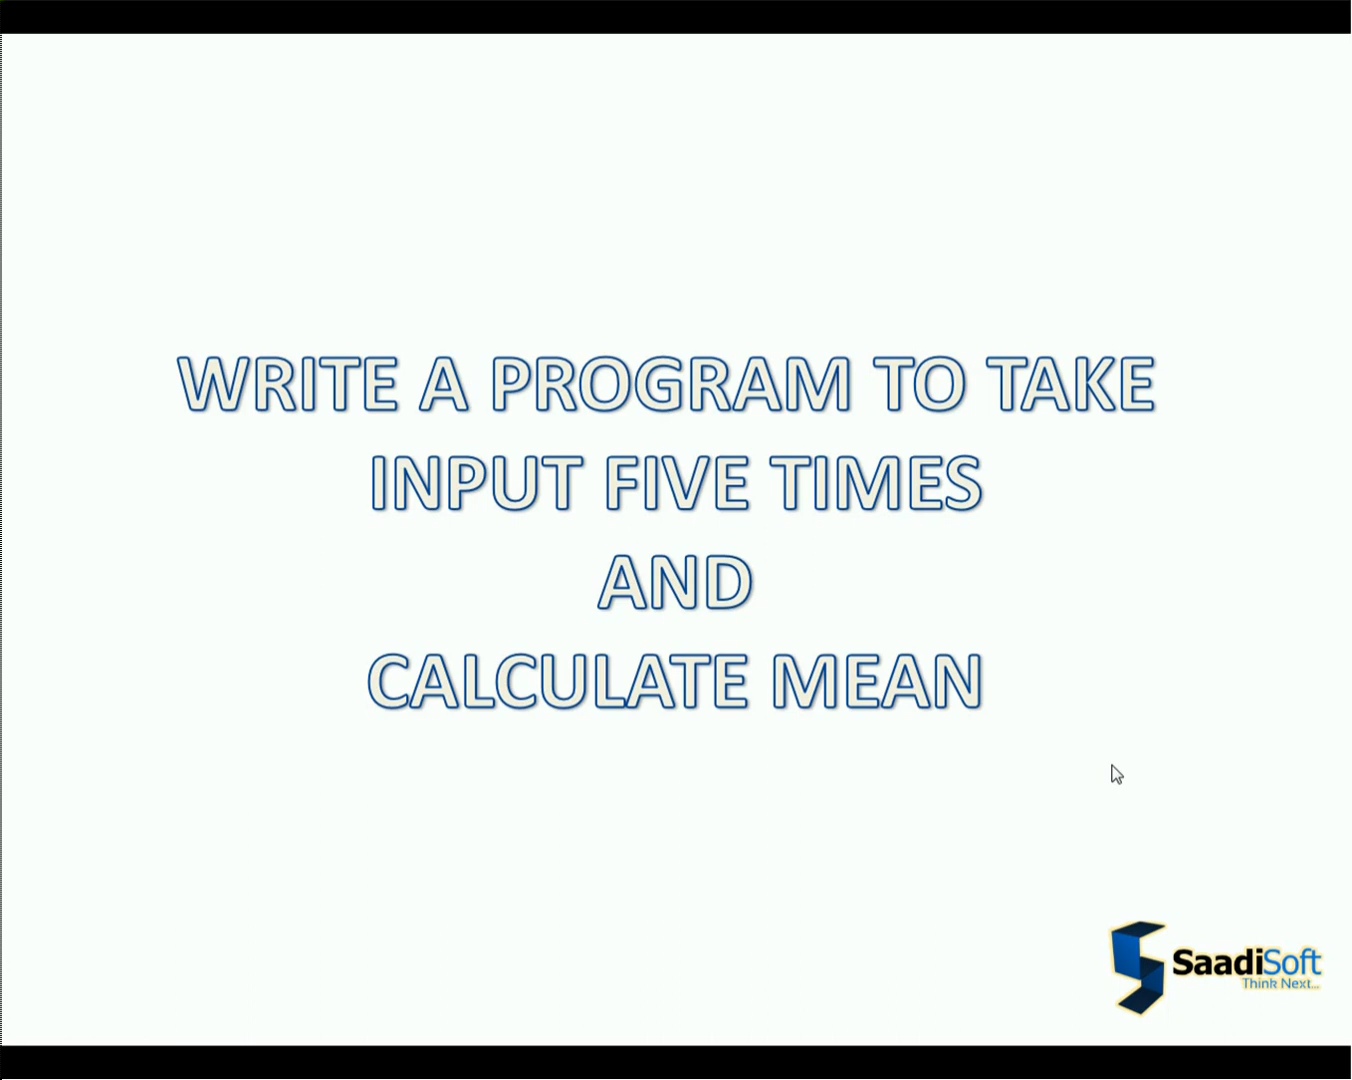 WRITE A PROGRAM TO TAKE
INPUT FIVE TIMES
AND
CALCULATE MEAN
SaadiSoft
Think Next...